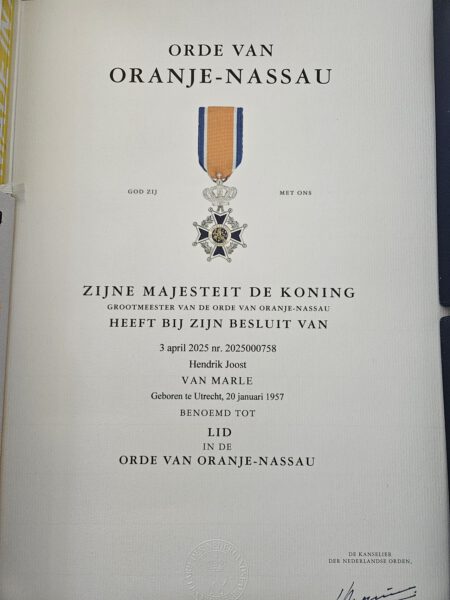 ORDE VAN
ORANJE-NASSAU
GOD ZIJ MET ONS
ZIJNE MAJESTEIT DE KONING
GROOTMEESTER VAN DE ORDE VAN ORANJE-NASSAU
HEEFT BIJ ZIJN BESLUIT VAN
3 april 2025 nr. 2025000758
Hendrik Joost
VAN MARLE
Geboren te Utrecht, 20 januari 1957
BENOEMD TOT
LID
IN DE
ORDE VAN ORANJE-NASSAU
DE KANSELIER
DER NEDERLANDSE ORDEN,